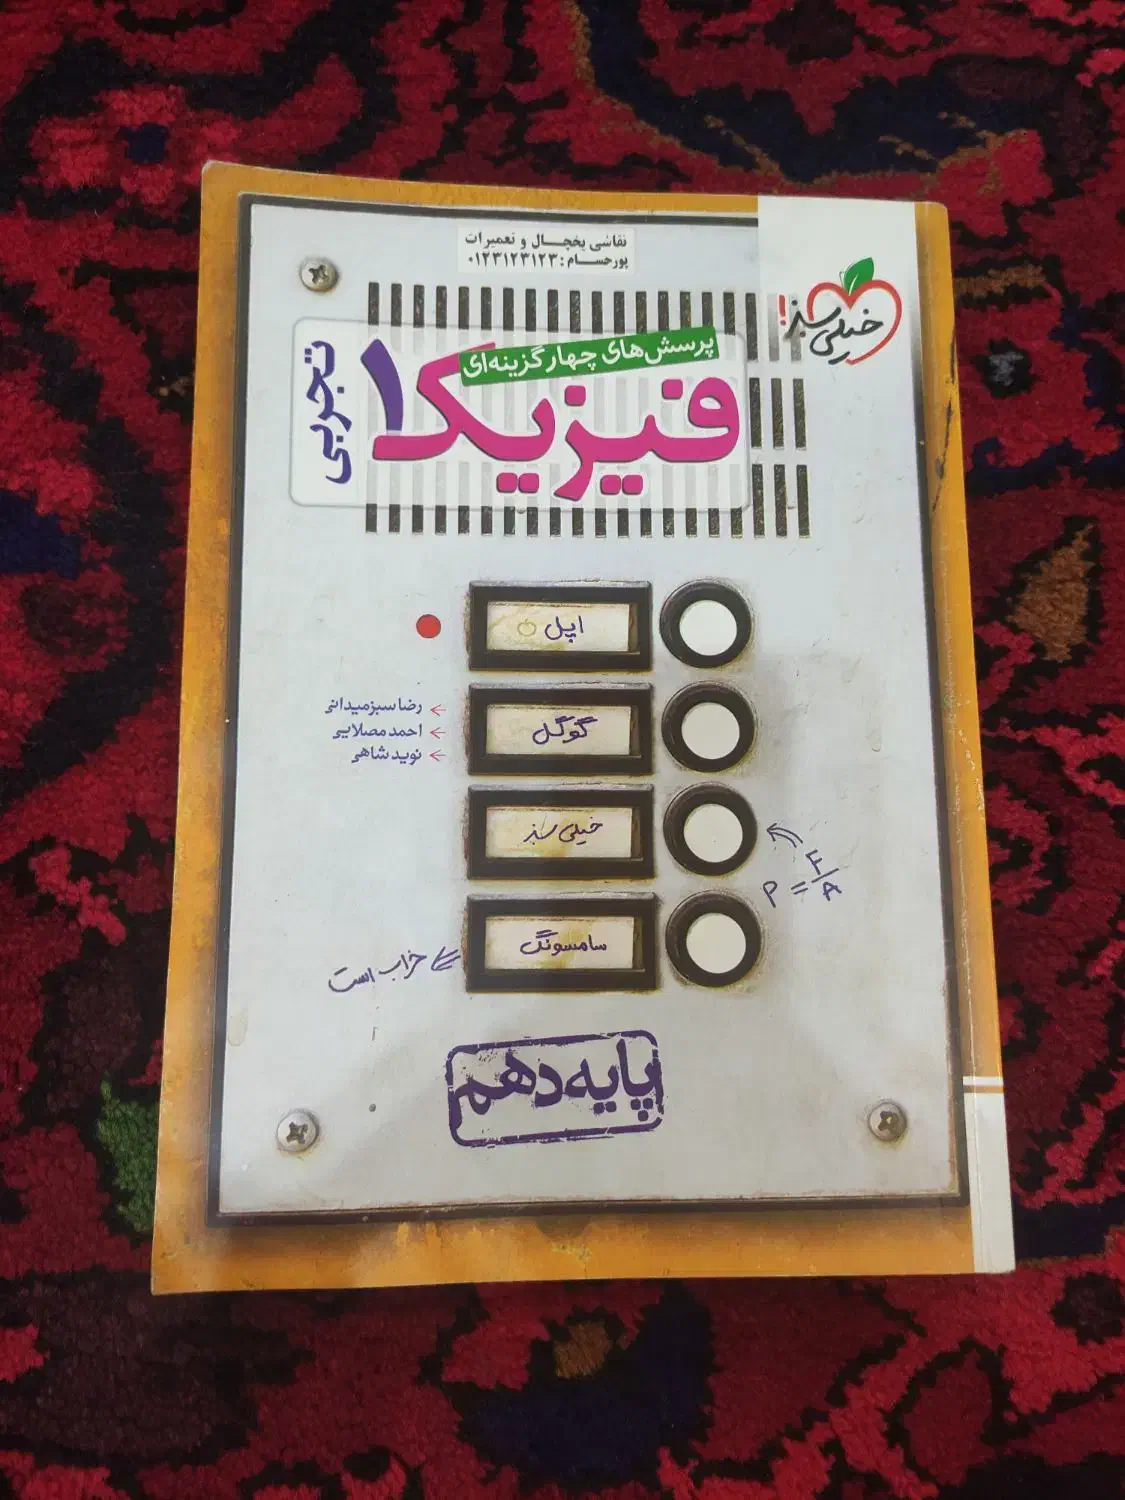 نقاشی یخچال و تعمیرات
پورحسام: ۰۱۲۳۱۲۳۱۲۳
خیلی سبز!
پرسش‌های چهارگزینه‌ای
فیزیک ۱
تجربی
اپل
رضا سبزمیدانی
احمد مصلایی
نوید شاهی
گوگل
خیلی سبز
P = F/A
سامسونگ
خراب است
پایه دهم